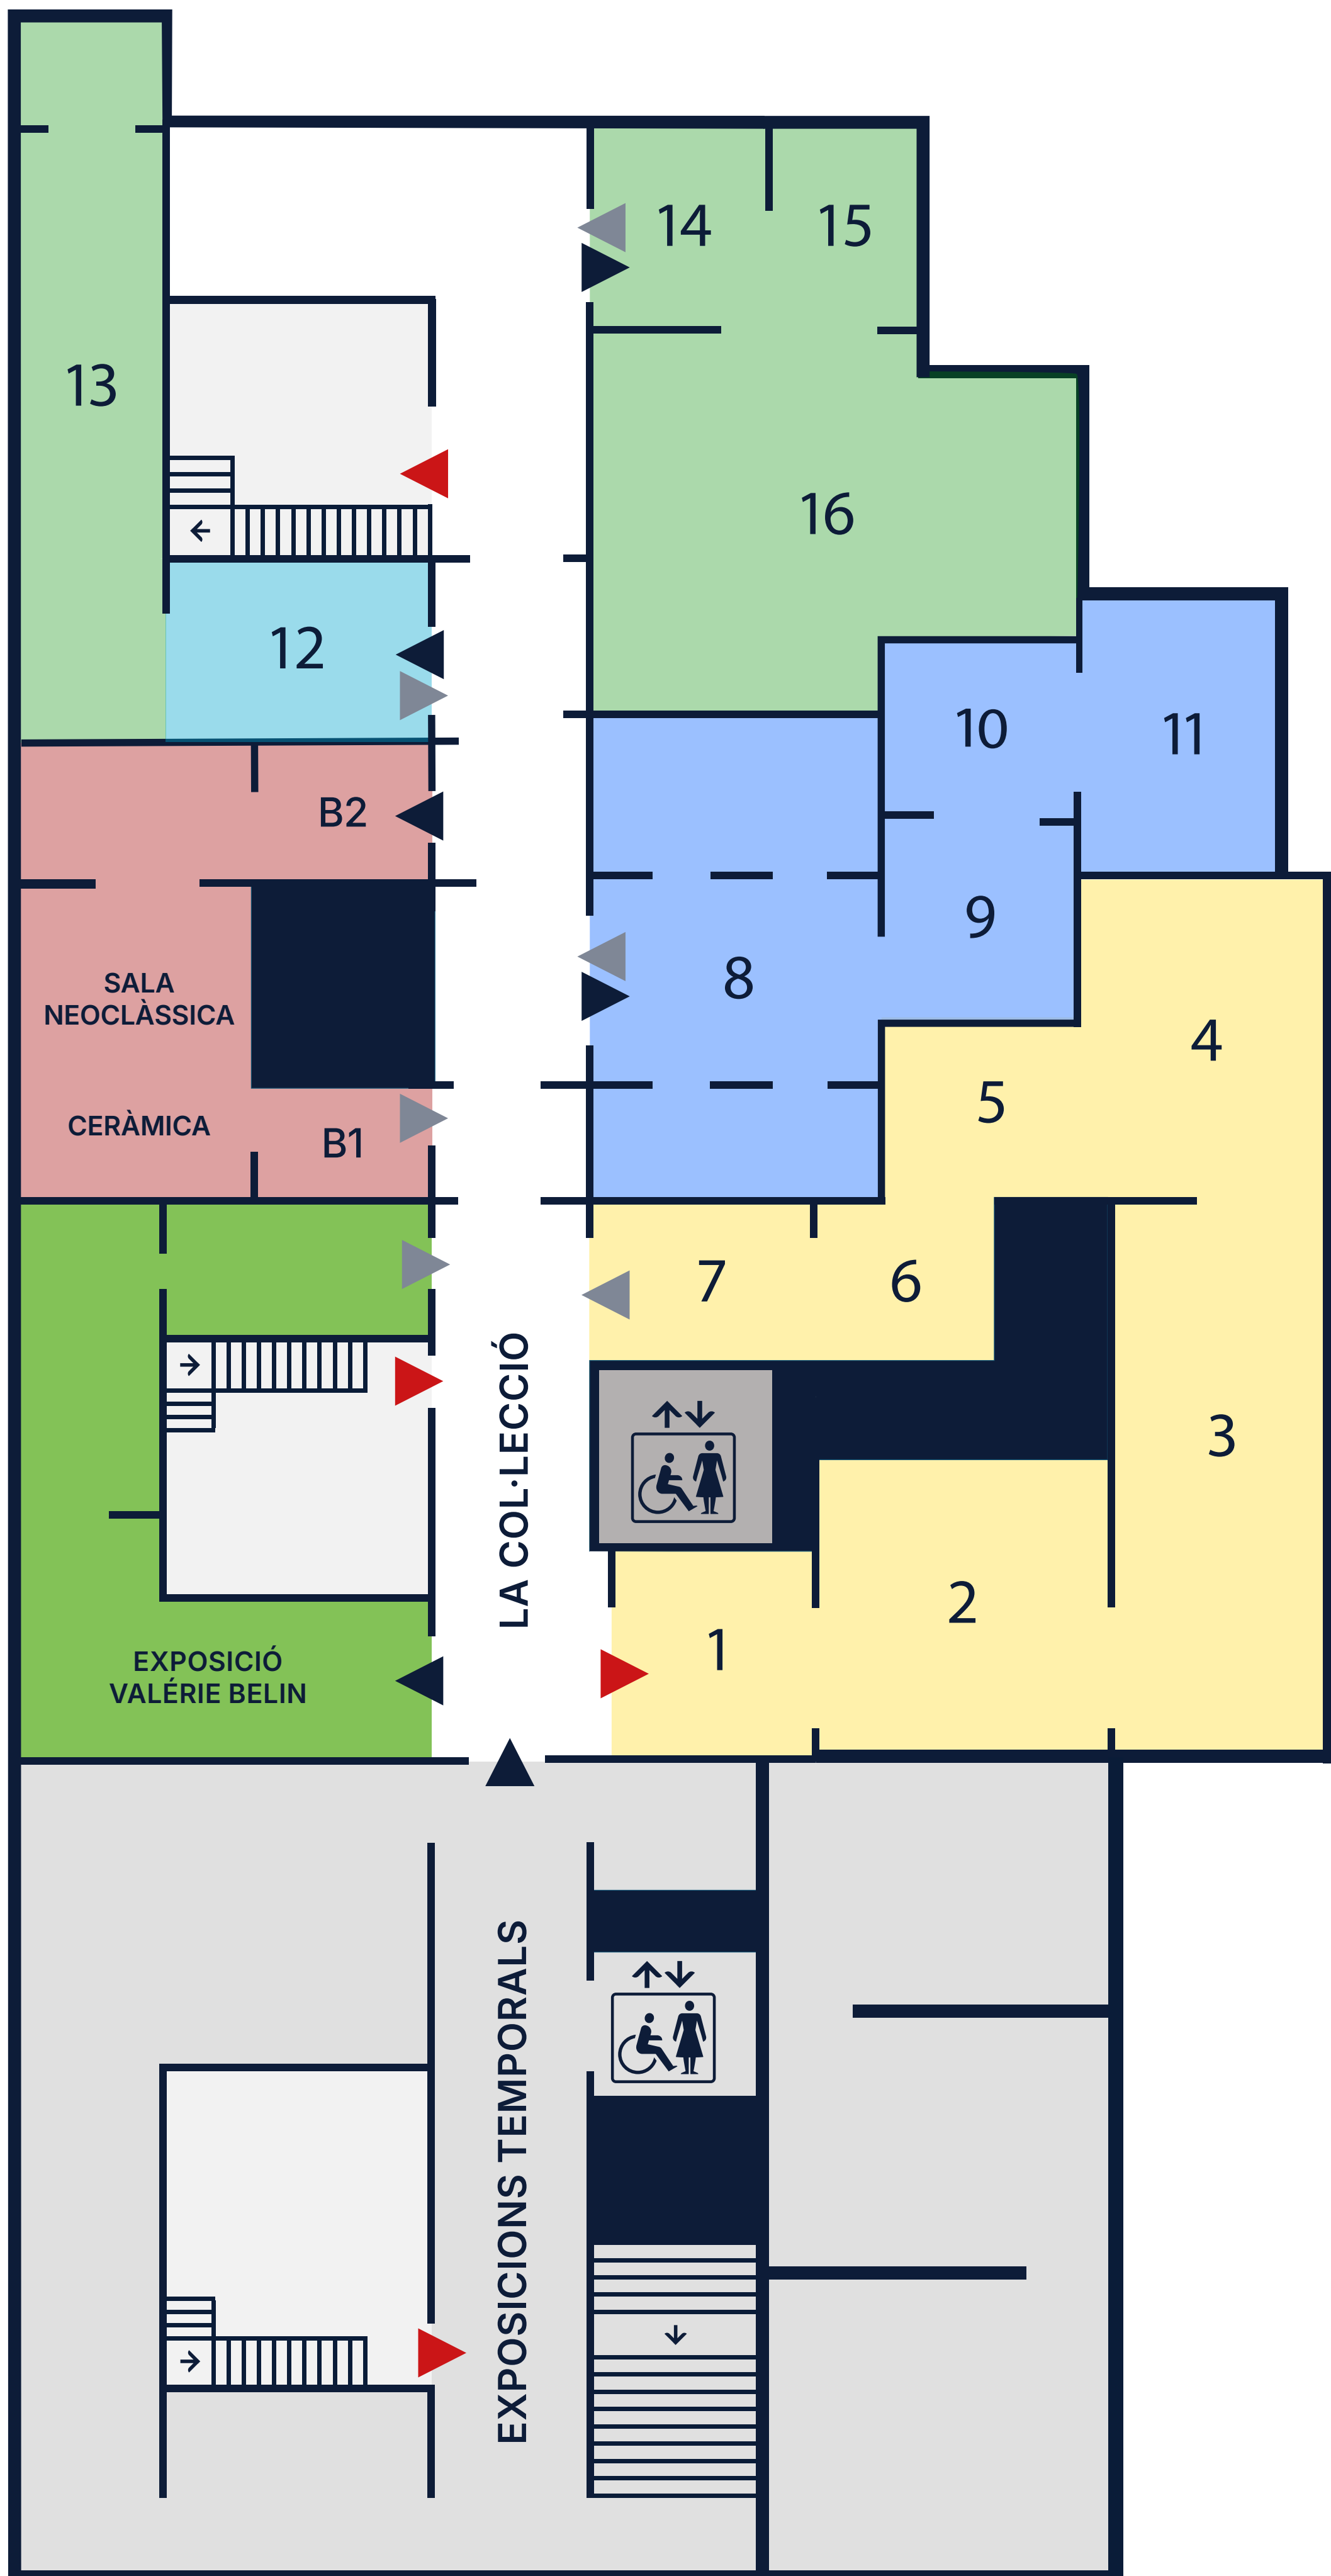 14
15
13
16
12
10
11
B2
9
8
SALA
NEOCLÀSSICA
4
5
CERÀMICA
B1
7
6
LA COL·LECCIÓ
3
2
1
EXPOSICIÓ
VALÉRIE BELIN
EXPOSICIONS TEMPORALS